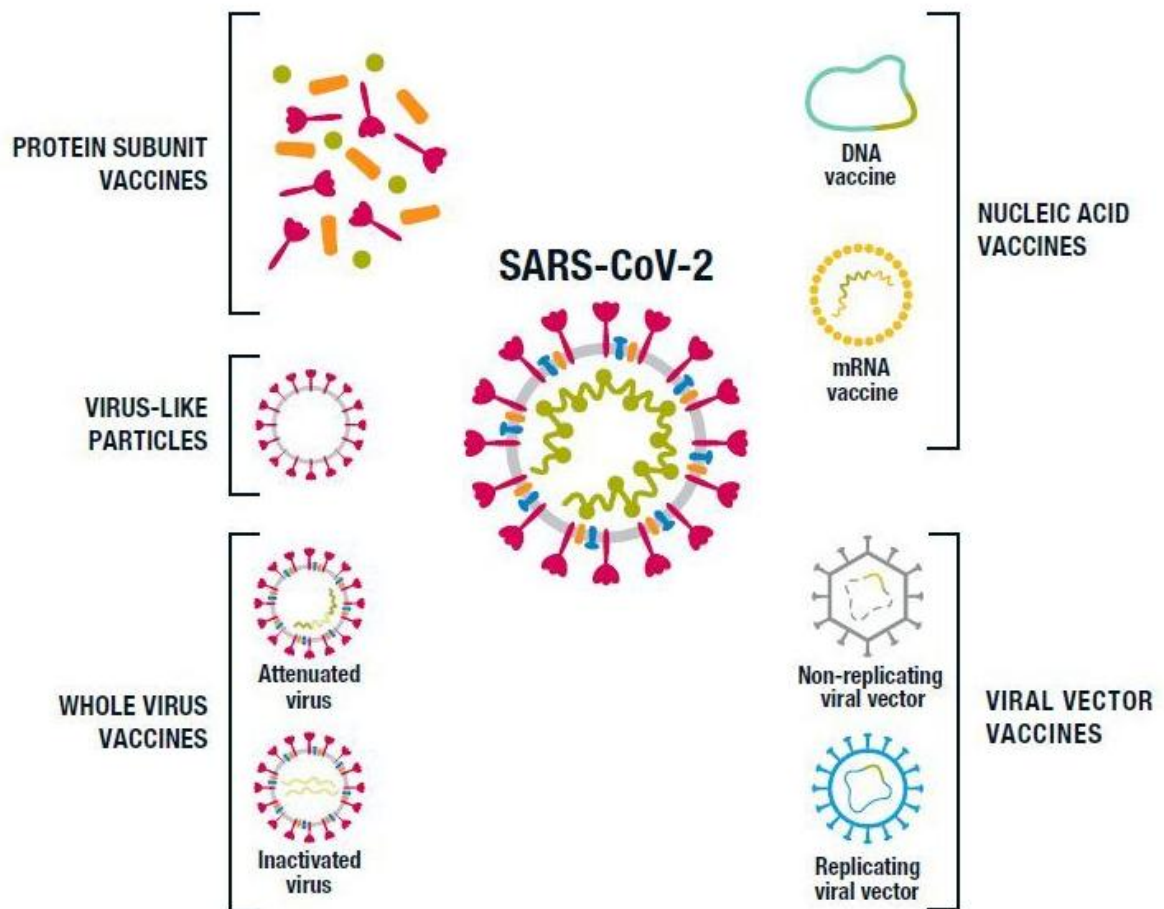 PROTEIN SUBUNIT
VACCINES
VIRUS-LIKE
PARTICLES
WHOLE VIRUS
VACCINES
Attenuated
virus
Inactivated
virus
SARS-CoV-2
DNA
vaccine
mRNA
vaccine
NUCLEIC ACID
VACCINES
Non-replicating
viral vector
Replicating
viral vector
VIRAL VECTOR
VACCINES